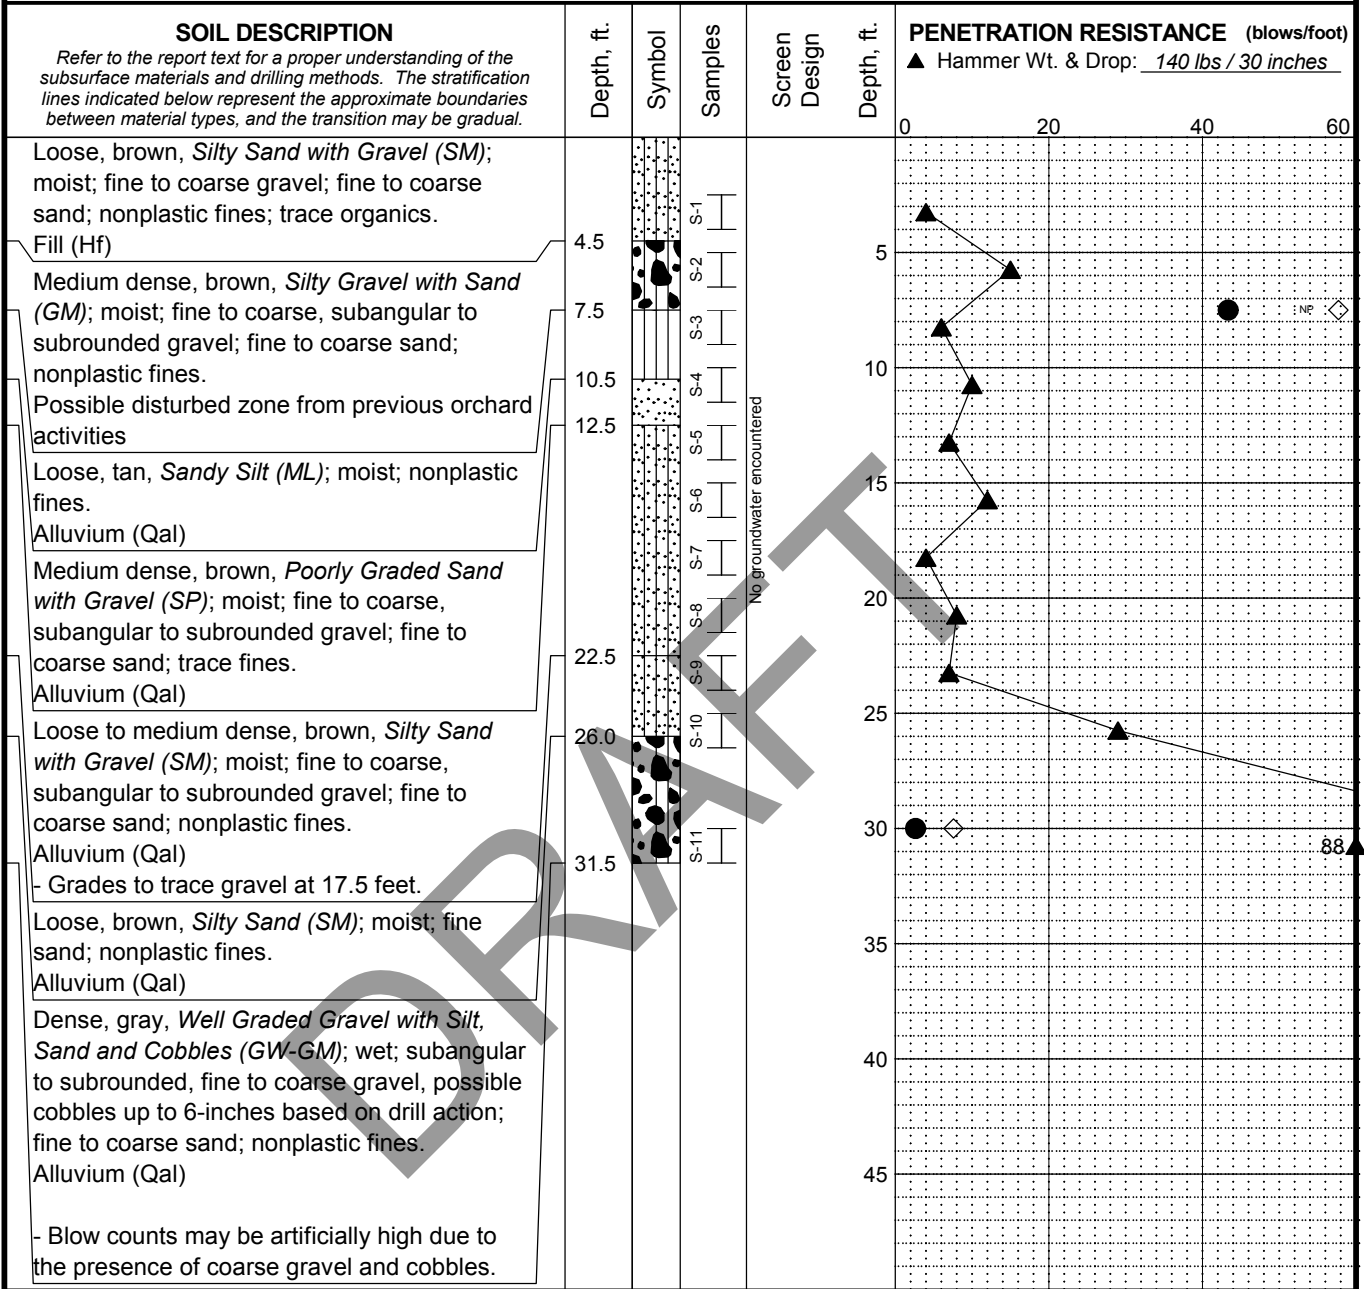 SOIL DESCRIPTION
Refer to the report text for a proper understanding of the
subsurface materials and drilling methods. The stratification
lines indicated below represent the approximate boundaries
between material types, and the transition may be gradual.
Depth, ft.
Symbol
Samples
Screen
Design
Depth, ft.
PENETRATION RESISTANCE (blows/foot)
▲ Hammer Wt. & Drop: 140 lbs / 30 inches
0 20 40 60
Loose, brown, Silty Sand with Gravel (SM);
moist; fine to coarse gravel; fine to coarse
sand; nonplastic fines; trace organics.
Fill (Hf)
Medium dense, brown, Silty Gravel with Sand
(GM); moist; fine to coarse, subangular to
subrounded gravel; fine to coarse sand;
nonplastic fines.
Possible disturbed zone from previous orchard
activities
Loose, tan, Sandy Silt (ML); moist; nonplastic
fines.
Alluvium (Qal)
Medium dense, brown, Poorly Graded Sand
with Gravel (SP); moist; fine to coarse,
subangular to subrounded gravel; fine to
coarse sand; trace fines.
Alluvium (Qal)
Loose to medium dense, brown, Silty Sand
with Gravel (SM); moist; fine to coarse,
subangular to subrounded gravel; fine to
coarse sand; nonplastic fines.
Alluvium (Qal)
- Grades to trace gravel at 17.5 feet.
Loose, brown, Silty Sand (SM); moist; fine
sand; nonplastic fines.
Alluvium (Qal)
Dense, gray, Well Graded Gravel with Silt,
Sand and Cobbles (GW-GM); wet; subangular
to subrounded, fine to coarse gravel, possible
cobbles up to 6-inches based on drill action;
fine to coarse sand; nonplastic fines.
Alluvium (Qal)
- Blow counts may be artificially high due to
the presence of coarse gravel and cobbles.
4.5
7.5
10.5
12.5
22.5
26.0
31.5
S-1
S-2
S-3
S-4
S-5
S-6
S-7
S-8
S-9
S-10
S-11
No groundwater encountered
5
10
15
20
25
30
35
40
45
NP
88
DRAFT